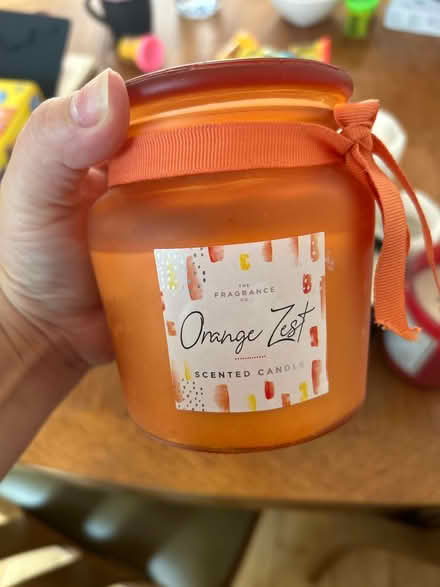 THE
FRAGRANCE
CO.
Orange Zest
SCENTED CANDLE